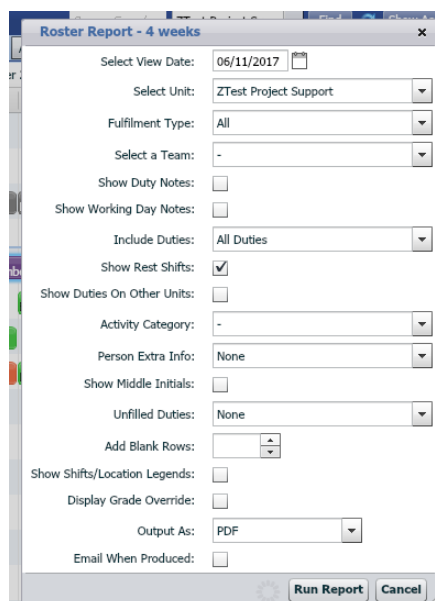 Roster Report - 4 weeks
Select View Date: 06/11/2017
Select Unit: ZTest Project Support
Fulfilment Type: All
Select a Team: -
Show Duty Notes:
Show Working Day Notes:
Include Duties: All Duties
Show Rest Shifts:
Show Duties On Other Units:
Activity Category: -
Person Extra Info: None
Show Middle Initials:
Unfilled Duties: None
Add Blank Rows:
Show Shifts/Location Legends:
Display Grade Override:
Output As: PDF
Email When Produced:
Run Report Cancel